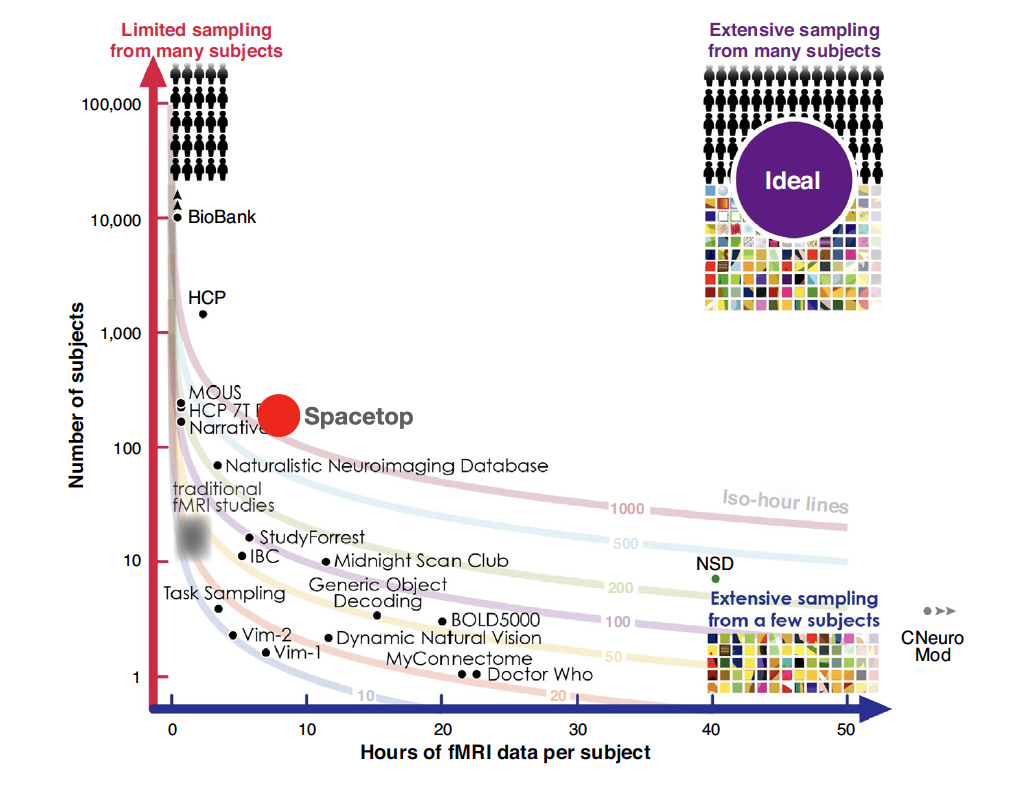 Limited sampling
from many subjects
Extensive sampling
from many subjects
100,000
Ideal
10,000
BioBank
HCP
Number of subjects
1,000
MOUS
HCP 7T
Spacetop
Narrative
100
Naturalistic Neuroimaging Database
traditional
fMRI studies
Iso-hour lines
1000
StudyForrest
500
IBC
Midnight Scan Club
10
NSD
Generic Object
Decoding
200
Task Sampling
Extensive sampling
from a few subjects
BOLD5000
100
Vim-2
Dynamic Natural Vision
CNeuro
Mod
Vim-1
MyConnectome
50
Doctor Who
1
10
20
0
10
20
30
40
50
Hours of fMRI data per subject